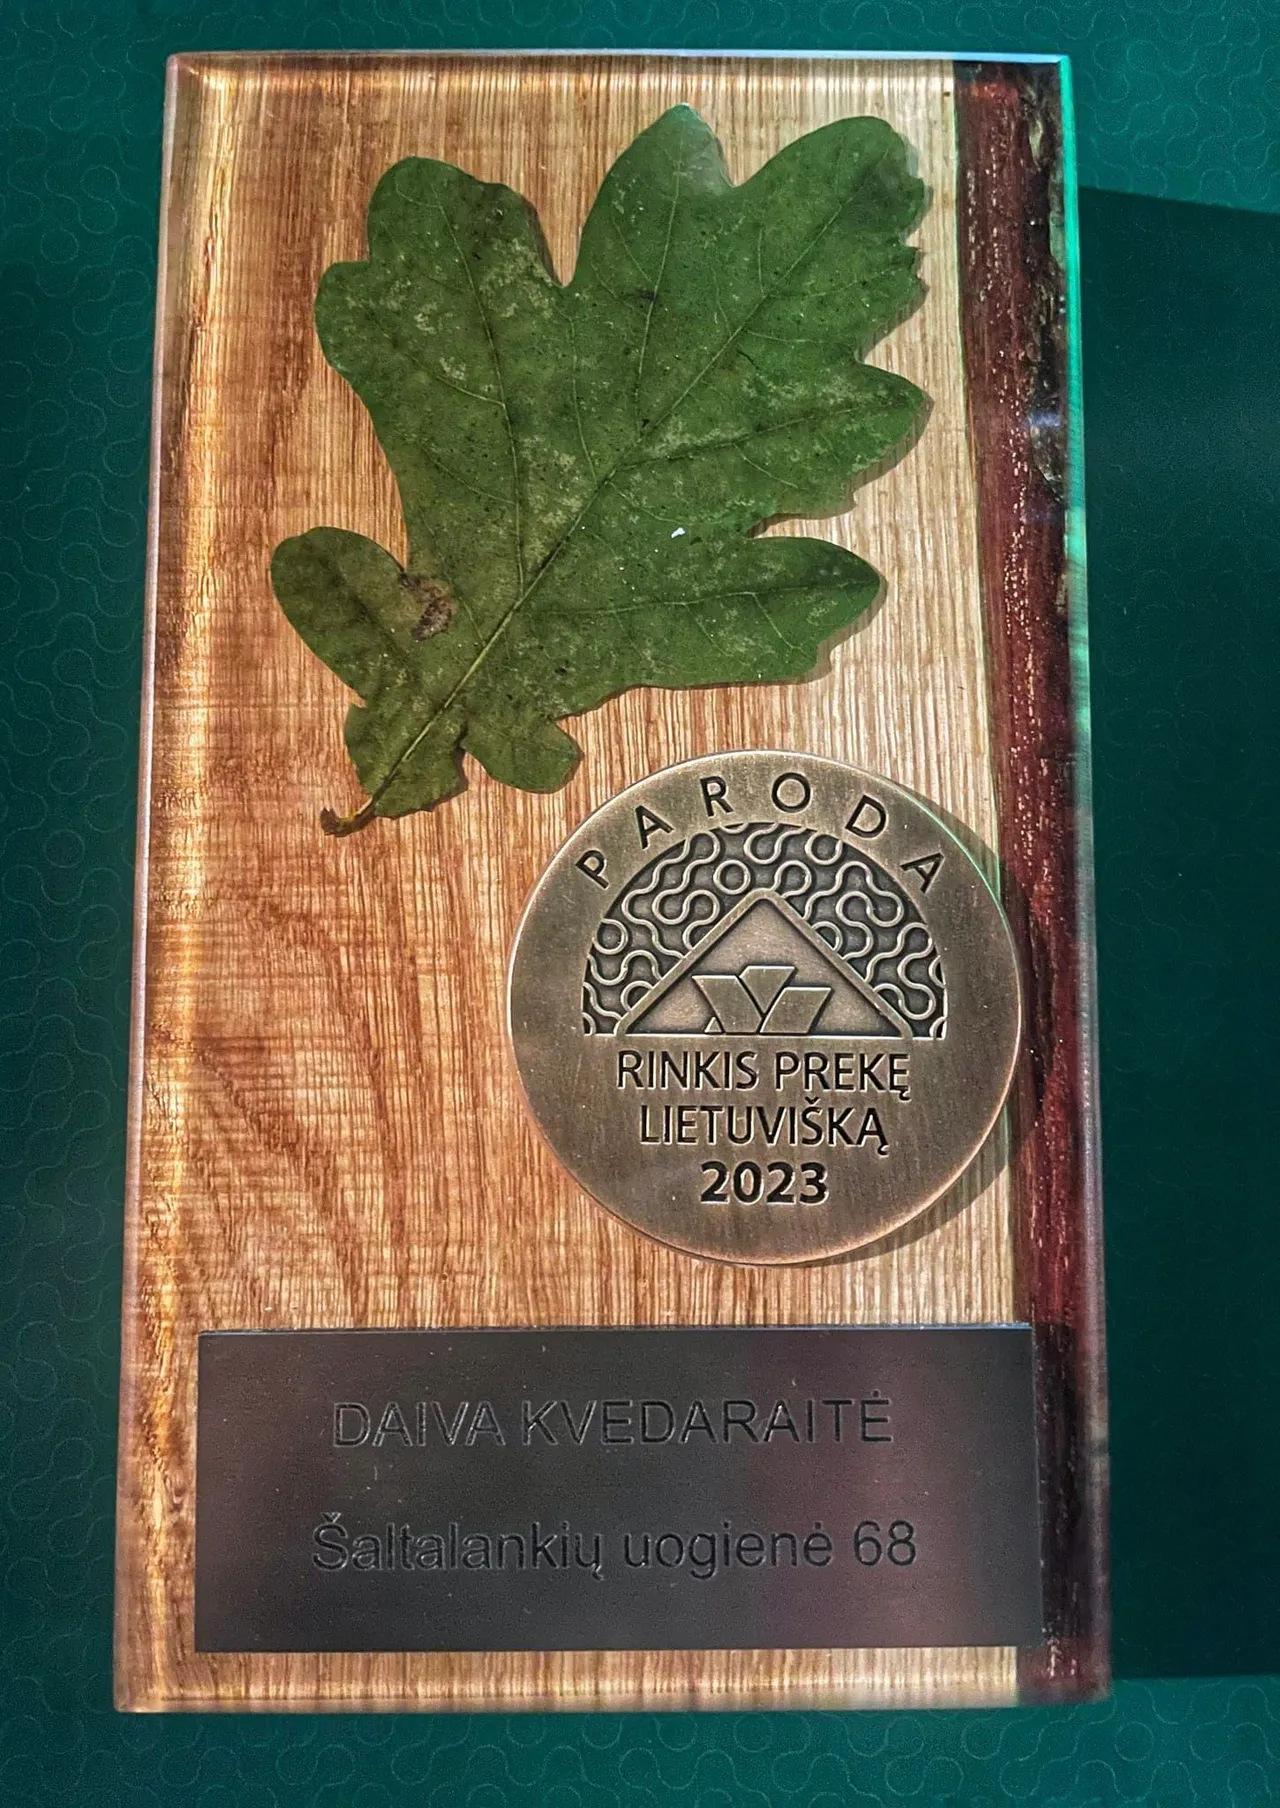 PARODA
RINKIS PREKĘ
LIETUVIŠKĄ
2023
DAIVA KVEDARAITĖ
Šaltalankių uogienė 68